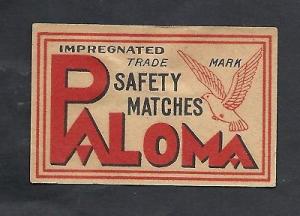 IMPREGNATED
TRADE MARK
SAFETY
MATCHES
PALOMA